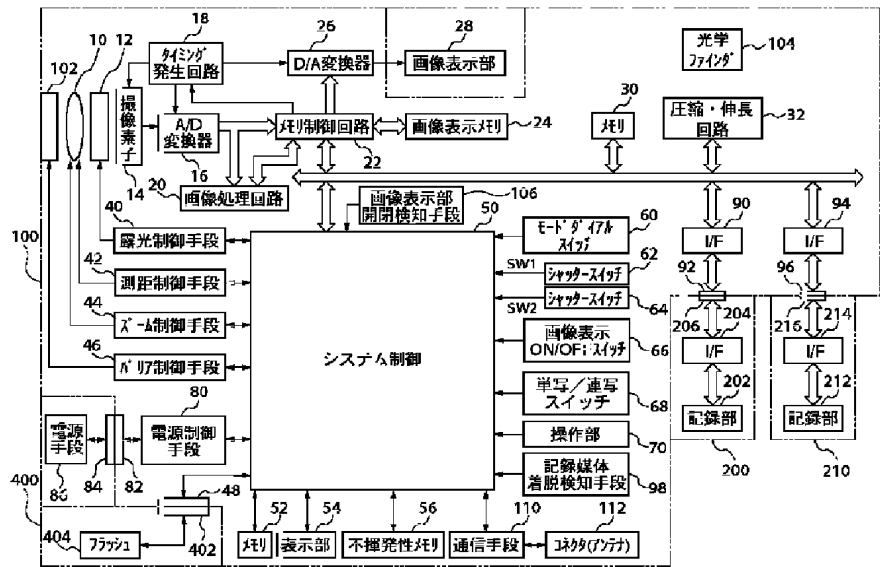 18
26
28
102
10
12
タイミング
発生回路
D/A変換器
画像表示部
光学
ファインダ
104
撮像素子
A/D
変換器
メモリ制御回路
画像表示メモリ
24
30
メモリ
圧縮・伸長
回路
32
14
16
22
20
画像処理回路
画像表示部
開閉検知手段
106
50
100
40
露光制御手段
42
測距制御手段
44
ズーム制御手段
46
バリア制御手段
システム制御
モードダイアル
スイッチ
60
SW1
シャッタースイッチ
62
SW2
シャッタースイッチ
64
画像表示
ON/OFFスイッチ
66
単写/連写
スイッチ
68
操作部
70
記録媒体
着脱検知手段
98
90
I/F
94
I/F
92
96
206
204
216
214
I/F
I/F
202
212
記録部
記録部
200
210
80
電源
手段
電源制御
手段
86
84
82
400
48
402
404
フラッシュ
52
メモリ
54
表示部
56
不揮発性メモリ
110
通信手段
112
コネクタ(アンテナ)